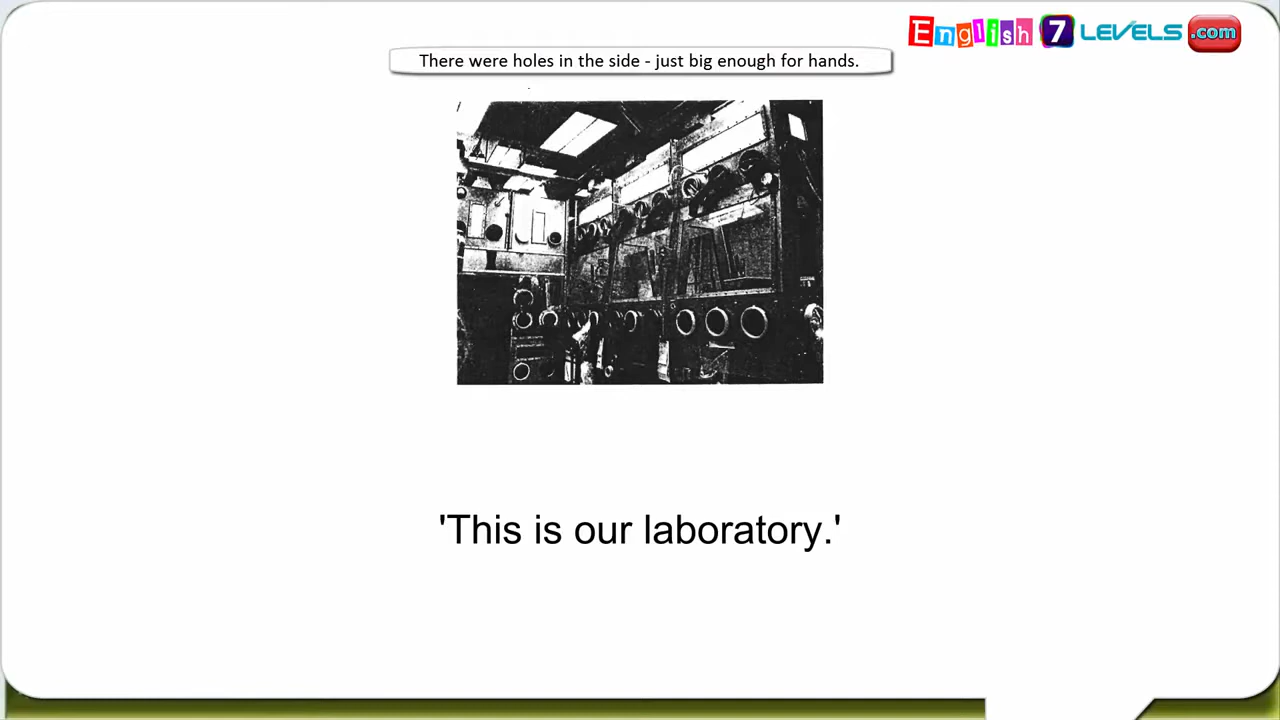 English 7 LEVELS .com
There were holes in the side - just big enough for hands.
'This is our laboratory.'